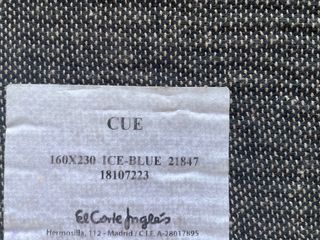 CUE
160X230 ICE-BLUE 21847
18107223
El Corte Inglés
Hermosilla, 112 - Madrid / C.I.F. A-28017895